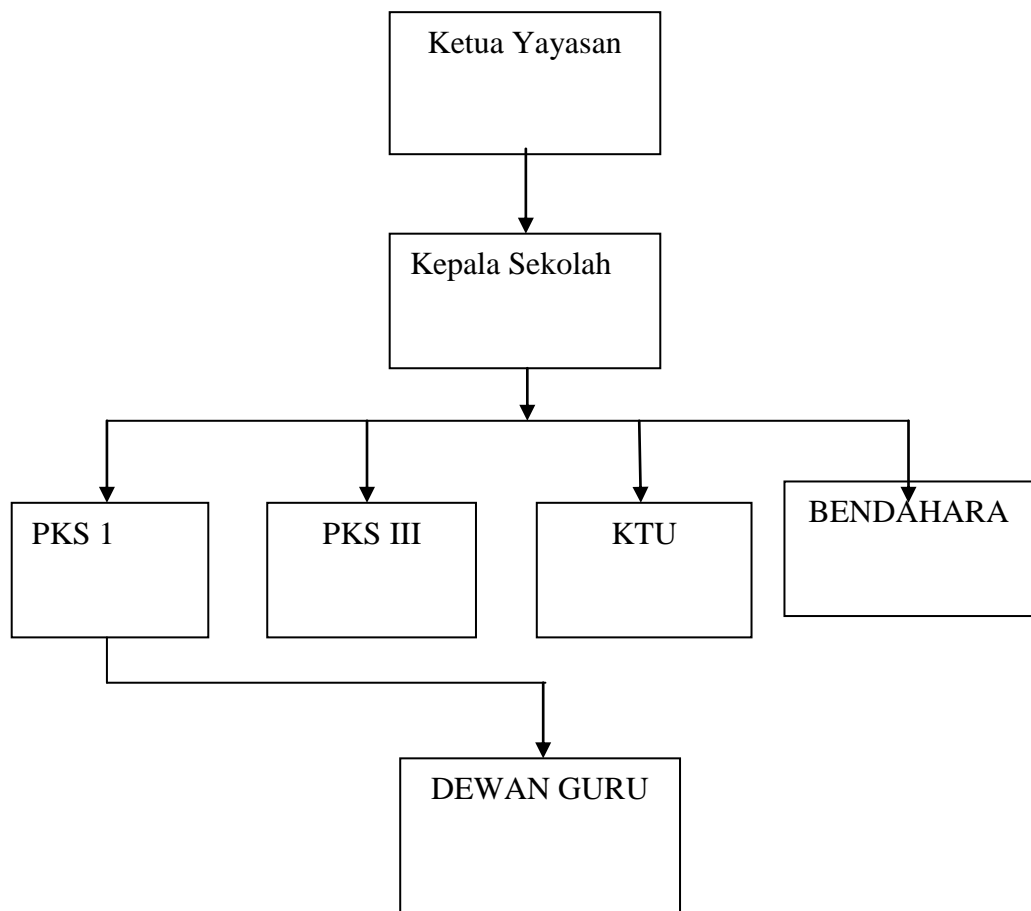 Ketua Yayasan
Kepala Sekolah
PKS 1
PKS III
KTU
BENDAHARA
DEWAN GURU